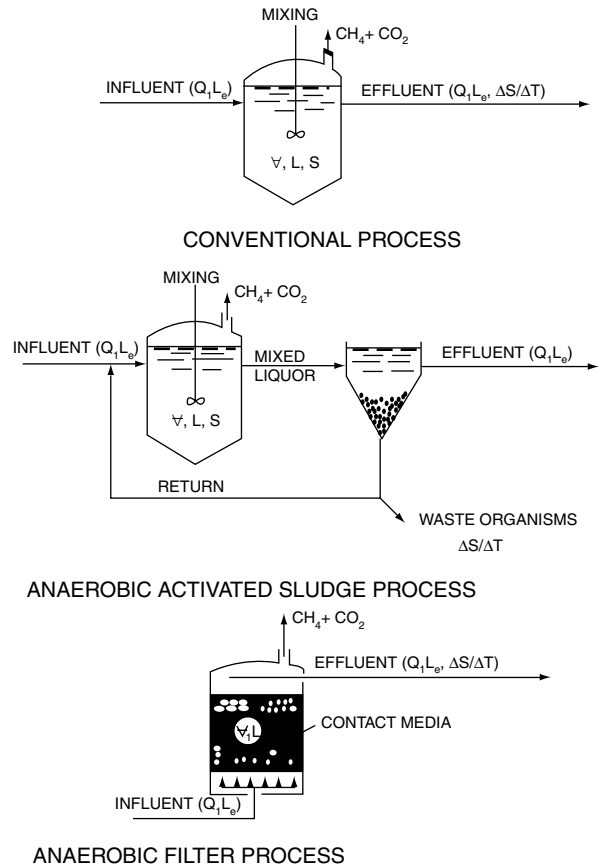 MIXING
CH₄+ CO₂
INFLUENT (Q₁Lₑ)
EFFLUENT (Q₁Lₑ, ΔS/ΔT)
∀, L, S
CONVENTIONAL PROCESS
MIXING
CH₄+ CO₂
INFLUENT (Q₁Lₑ)
MIXED
LIQUOR
EFFLUENT (Q₁Lₑ)
∀, L, S
RETURN
WASTE ORGANISMS
ΔS/ΔT
ANAEROBIC ACTIVATED SLUDGE PROCESS
CH₄+ CO₂
EFFLUENT (Q₁Lₑ, ΔS/ΔT)
CONTACT MEDIA
∀₁L
INFLUENT (Q₁Lₑ)
ANAEROBIC FILTER PROCESS